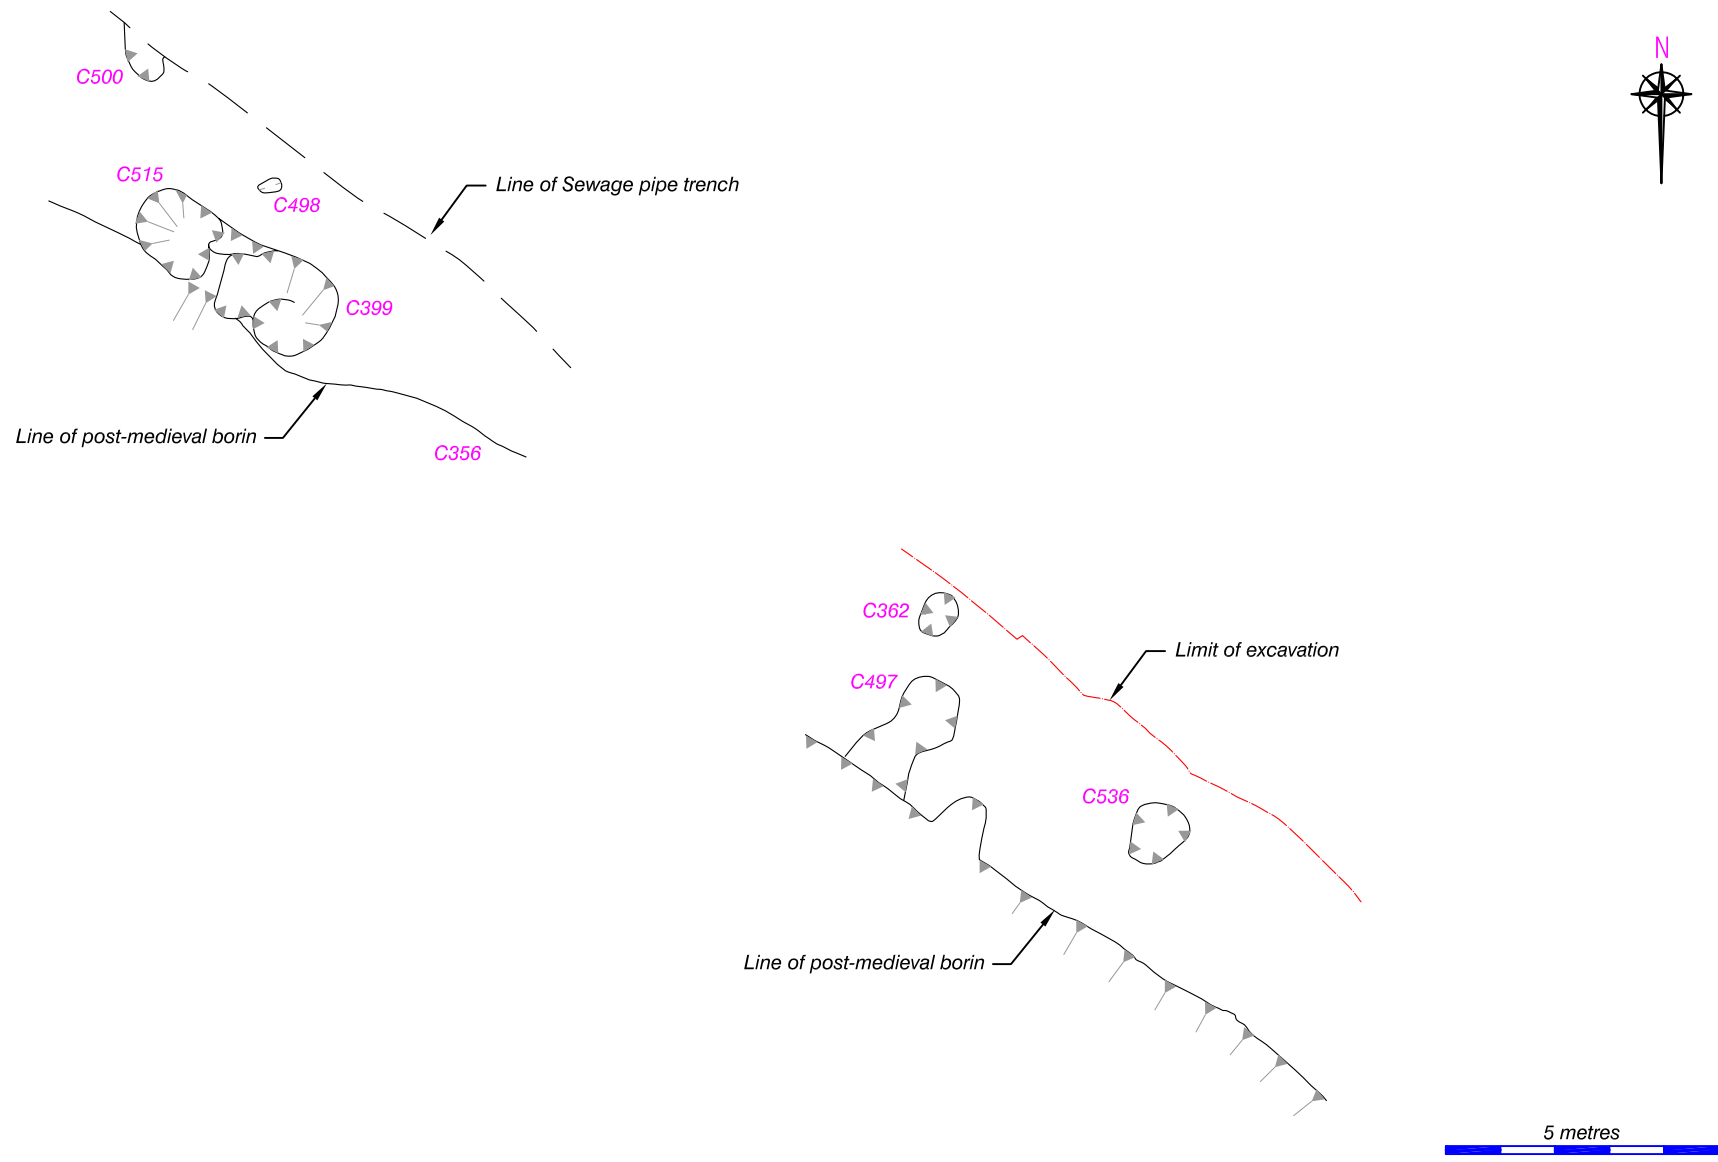 N
C500
C515
Line of Sewage pipe trench
C498
C399
Line of post-medieval borin
C356
C362
Limit of excavation
C497
C536
Line of post-medieval borin
5 metres